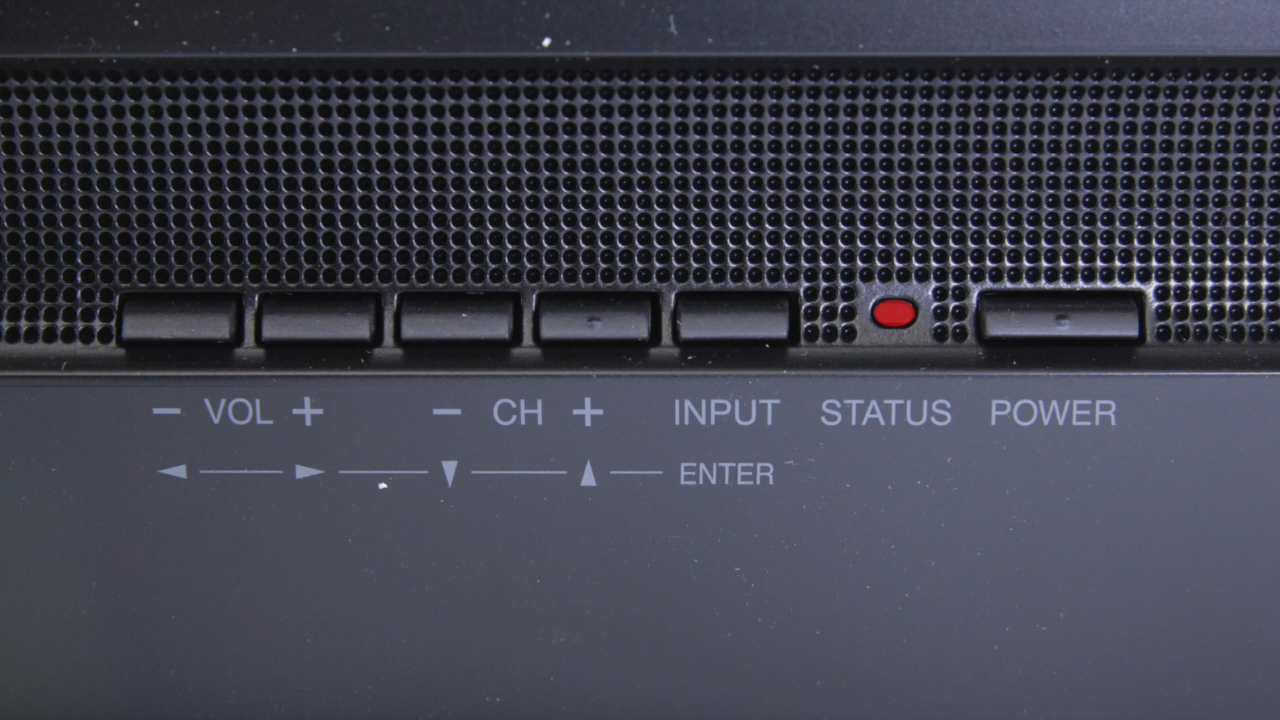 − VOL + − CH + INPUT STATUS POWER
◄ ► ▼ ▲ ENTER